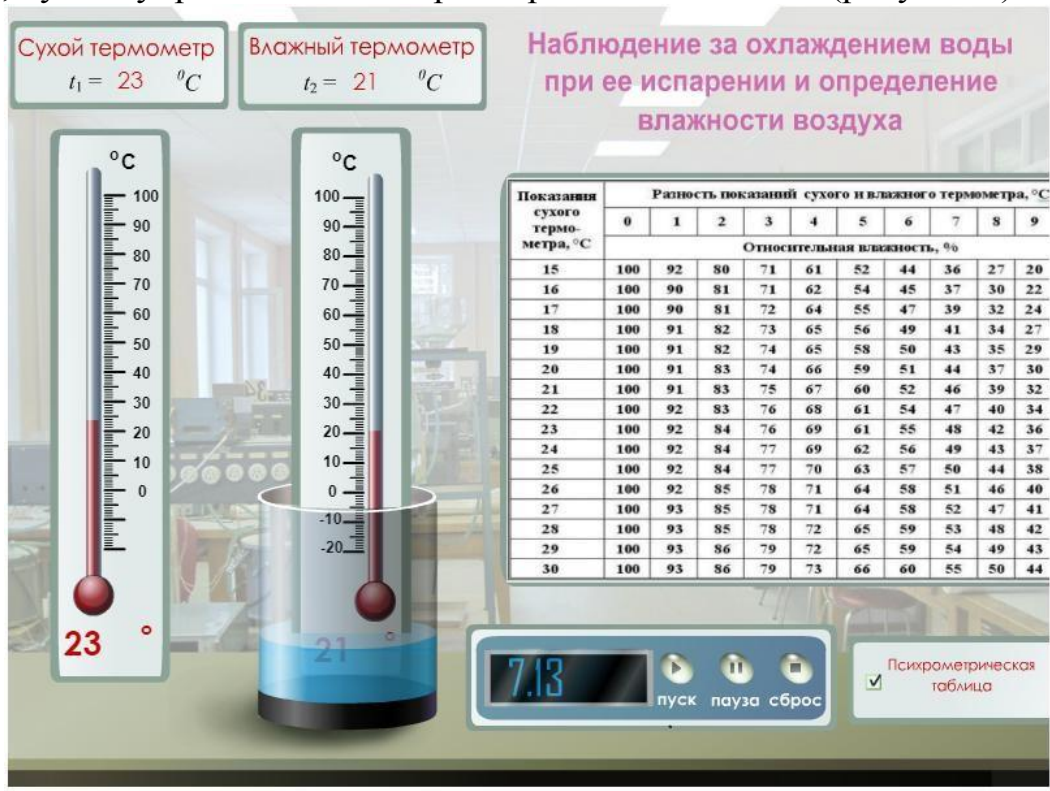 Сухой термометр
t₁ = 23 ⁰C
Влажный термометр
t₂ = 21 ⁰C
Наблюдение за охлаждением воды
при ее испарении и определение
влажности воздуха
⁰C
100
90
80
70
60
50
40
30
20
10
0
23 °
⁰C
100
90
80
70
60
50
40
30
20
10
0
-10
-20
21 °
Показания сухого термо-метра, °C
Разность показаний сухого и влажного термометра, °C
0 1 2 3 4 5 6 7 8 9
Относительная влажность, %
15 100 92 80 71 61 52 44 36 27 20
16 100 90 81 71 62 54 45 37 30 22
17 100 90 81 72 64 55 47 39 32 24
18 100 91 82 73 65 56 49 41 34 27
19 100 91 82 74 65 58 50 43 35 29
20 100 91 83 74 66 59 51 44 37 30
21 100 91 83 75 67 60 52 46 39 32
22 100 92 83 76 68 61 54 47 40 34
23 100 92 84 76 69 61 55 48 42 36
24 100 92 84 77 69 62 56 49 43 37
25 100 92 84 77 70 63 57 50 44 38
26 100 92 85 78 71 64 58 51 46 40
27 100 93 85 78 71 64 58 52 47 41
28 100 93 85 78 72 65 59 53 48 42
29 100 93 86 79 72 65 59 54 49 43
30 100 93 86 79 73 66 60 55 50 44
7.13
пуск пауза сброс
Психрометрическая
таблица